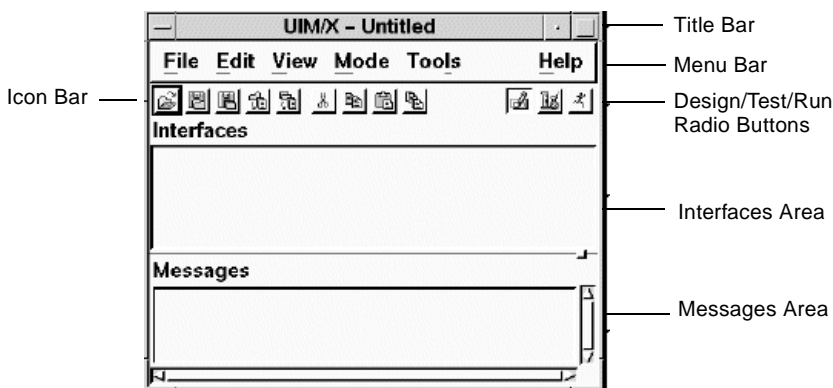 UIM/X – Untitled
Title Bar
File Edit View Mode Tools Help
Menu Bar
Icon Bar
Design/Test/Run
Radio Buttons
Interfaces
Interfaces Area
Messages
Messages Area